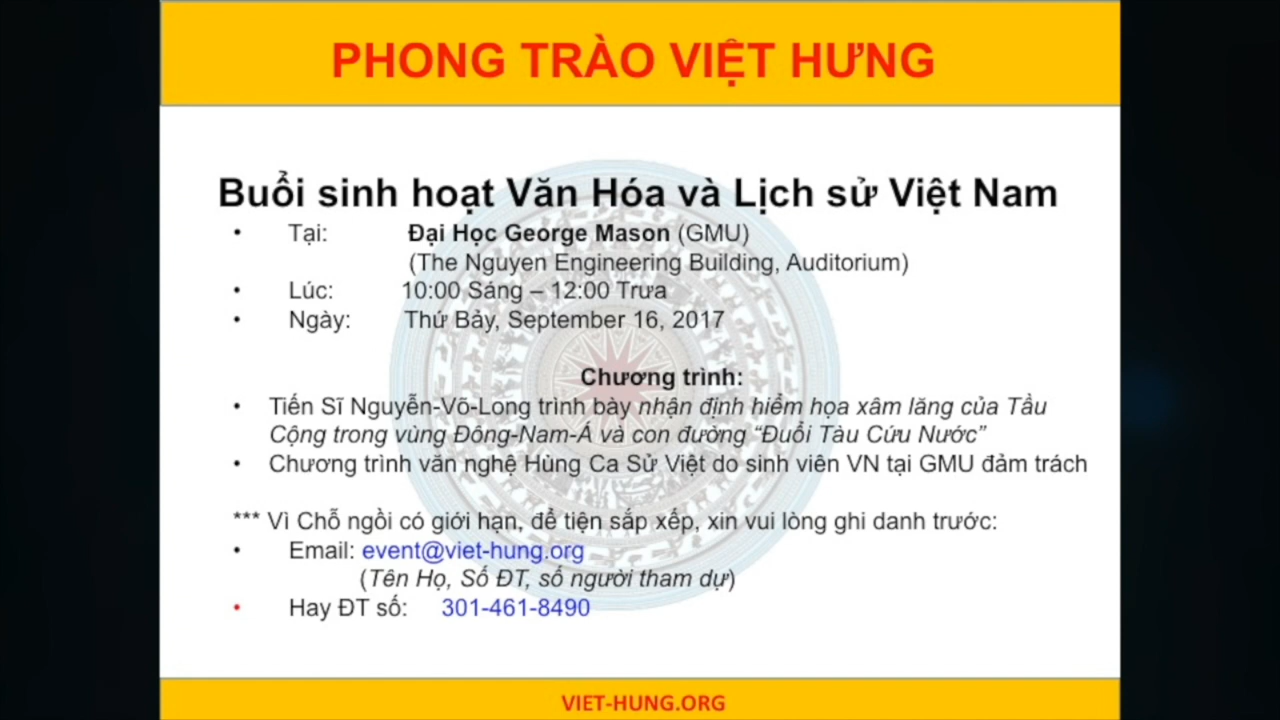 PHONG TRÀO VIỆT HƯNG
Buổi sinh hoạt Văn Hóa và Lịch sử Việt Nam
• Tại: Đại Học George Mason (GMU)
(The Nguyen Engineering Building, Auditorium)
• Lúc: 10:00 Sáng – 12:00 Trưa
• Ngày: Thứ Bảy, September 16, 2017
Chương trình:
• Tiến Sĩ Nguyễn-Võ-Long trình bày nhận định hiểm họa xâm lăng của Tầu
Cộng trong vùng Đông-Nam-Á và con đường “Đuổi Tàu Cứu Nước”
• Chương trình văn nghệ Hùng Ca Sử Việt do sinh viên VN tại GMU đảm trách
*** Vì Chỗ ngồi có giới hạn, để tiện sắp xếp, xin vui lòng ghi danh trước:
• Email: event@viet-hung.org
(Tên Họ, Số ĐT, số người tham dự)
• Hay ĐT số: 301-461-8490
VIET-HUNG.ORG